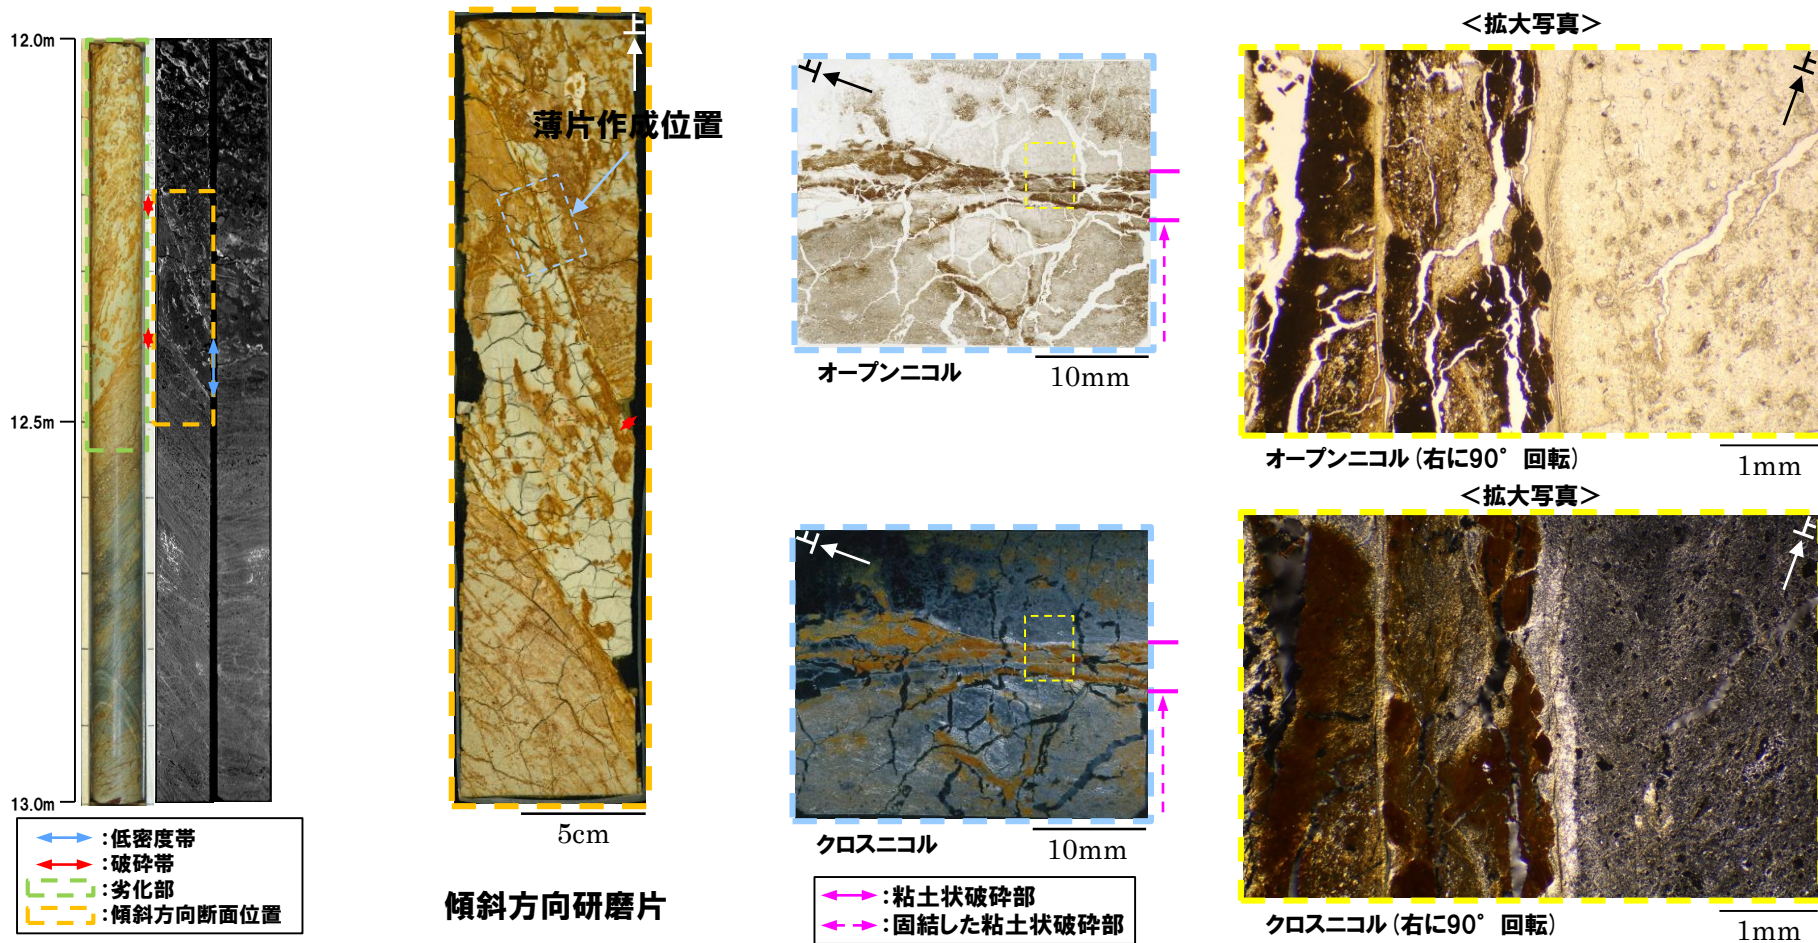 12.0m
12.5m
13.0m
:低密度帯
:破砕帯
:劣化部
:傾斜方向断面位置
上
薄片作成位置
5cm
傾斜方向研磨片
上
オープンニコル
10mm
上
クロスニコル
10mm
:粘土状破砕部
:固結した粘土状破砕部
<拡大写真>
上
オープンニコル(右に90°回転)
1mm
<拡大写真>
上
クロスニコル(右に90°回転)
1mm